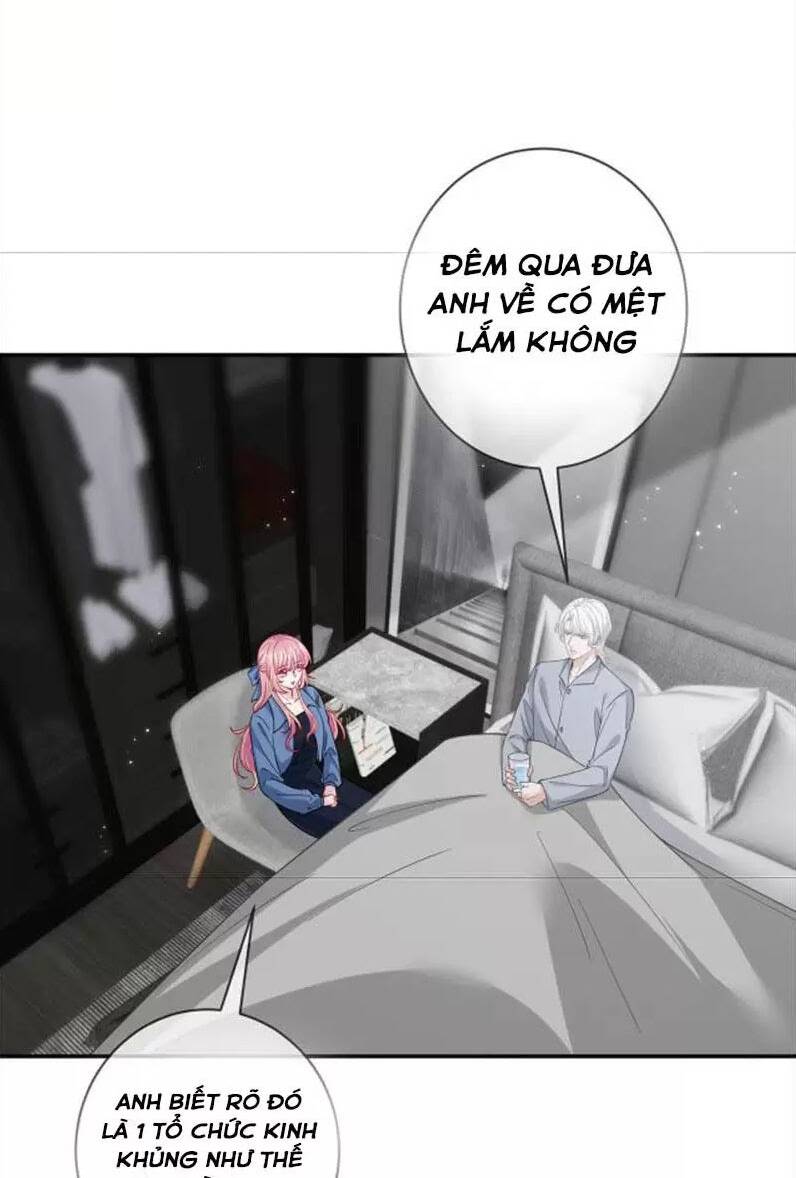 ĐÊM QUA ĐƯA
ANH VỀ CÓ MỆT
LẮM KHÔNG
ANH BIẾT RÕ ĐÓ
LÀ 1 TỔ CHỨC KINH
KHỦNG NHƯ THẾ